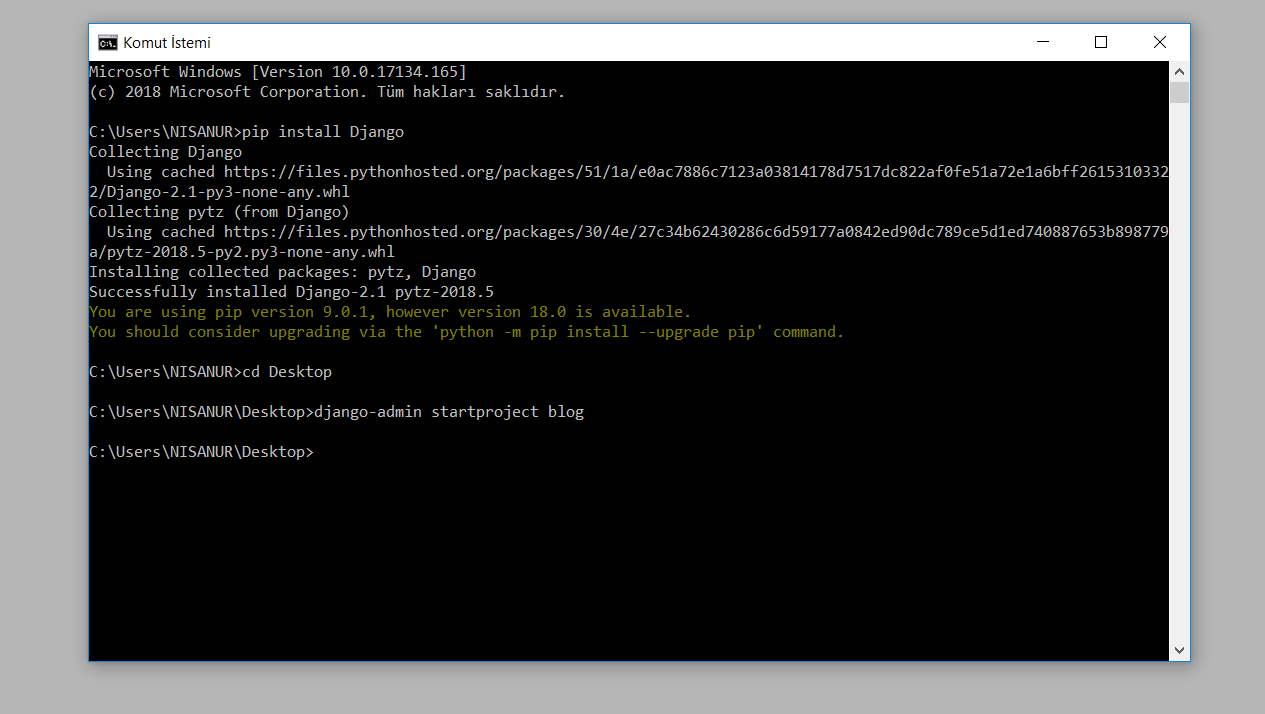 Komut İstemi
Microsoft Windows [Version 10.0.17134.165]
(c) 2018 Microsoft Corporation. Tüm hakları saklıdır.
C:\Users\NISANUR>pip install Django
Collecting Django
  Using cached https://files.pythonhosted.org/packages/51/1a/e0ac7886c7123a03814178d7517dc822af0fe51a72e1a6bff2615310332
2/Django-2.1-py3-none-any.whl
Collecting pytz (from Django)
  Using cached https://files.pythonhosted.org/packages/30/4e/27c34b62430286c6d59177a0842ed90dc789ce5d1ed740887653b898779
a/pytz-2018.5-py2.py3-none-any.whl
Installing collected packages: pytz, Django
Successfully installed Django-2.1 pytz-2018.5
You are using pip version 9.0.1, however version 18.0 is available.
You should consider upgrading via the 'python -m pip install --upgrade pip' command.
C:\Users\NISANUR>cd Desktop
C:\Users\NISANUR\Desktop>django-admin startproject blog
C:\Users\NISANUR\Desktop>